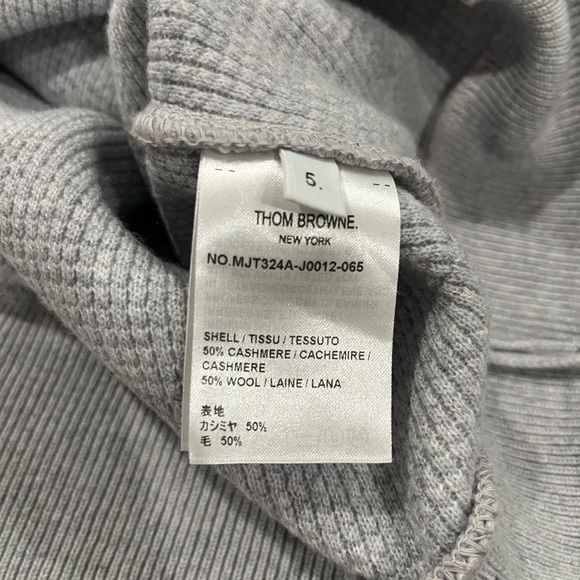 5.
THOM BROWNE.
NEW YORK
NO.MJT324A-J0012-065
SHELL / TISSU / TESSUTO
50% CASHMERE / CACHEMIRE /
CASHMERE
50% WOOL / LAINE / LANA
表地
カシミヤ 50%
毛 50%